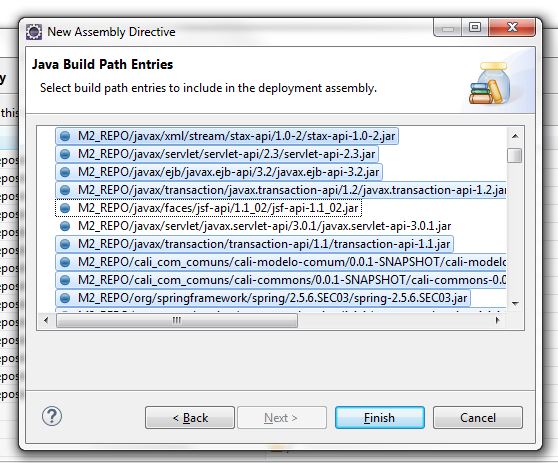 New Assembly Directive
Java Build Path Entries
Select build path entries to include in the deployment assembly.
M2_REPO/javax/xml/stream/stax-api/1.0-2/stax-api-1.0-2.jar
M2_REPO/javax/servlet/servlet-api/2.3/servlet-api-2.3.jar
M2_REPO/javax/ejb/javax.ejb-api/3.2/javax.ejb-api-3.2.jar
M2_REPO/javax/transaction/javax.transaction-api/1.2/javax.transaction-api-1.2.jar
M2_REPO/javax/faces/jsf-api/1.1_02/jsf-api-1.1_02.jar
M2_REPO/javax/servlet/javax.servlet-api/3.0.1/javax.servlet-api-3.0.1.jar
M2_REPO/javax/transaction/transaction-api/1.1/transaction-api-1.1.jar
M2_REPO/cali_com_comuns/cali-modelo-comum/0.0.1-SNAPSHOT/cali-modelo
M2_REPO/cali_com_comuns/cali-commons/0.0.1-SNAPSHOT/cali-commons-0.0
M2_REPO/org/springframework/spring/2.5.6.SEC03/spring-2.5.6.SEC03.jar
< Back
Next >
Finish
Cancel